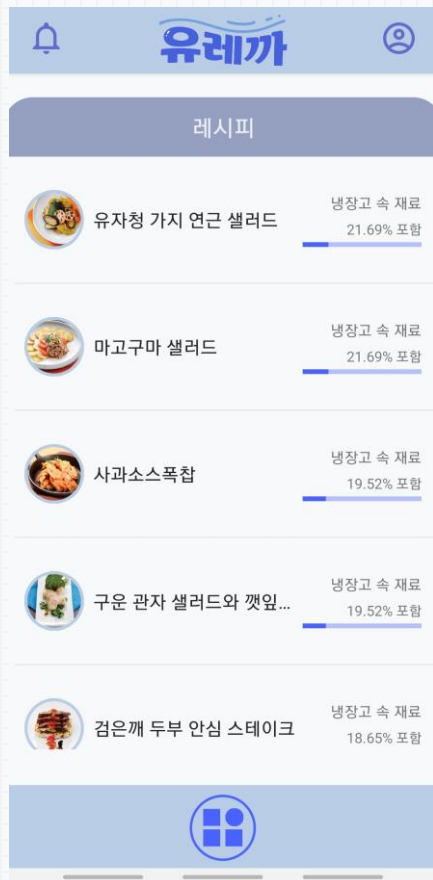 유레까
레시피
유자청 가지 연근 샐러드
냉장고 속 재료
21.69% 포함
마고구마 샐러드
냉장고 속 재료
21.69% 포함
사과소스폭찹
냉장고 속 재료
19.52% 포함
구운 관자 샐러드와 깻잎...
냉장고 속 재료
19.52% 포함
검은깨 두부 안심 스테이크
냉장고 속 재료
18.65% 포함